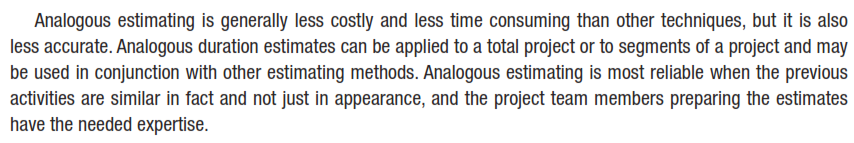 Analogous estimating is generally less costly and less time consuming than other techniques, but it is also
less accurate. Analogous duration estimates can be applied to a total project or to segments of a project and may
be used in conjunction with other estimating methods. Analogous estimating is most reliable when the previous
activities are similar in fact and not just in appearance, and the project team members preparing the estimates
have the needed expertise.